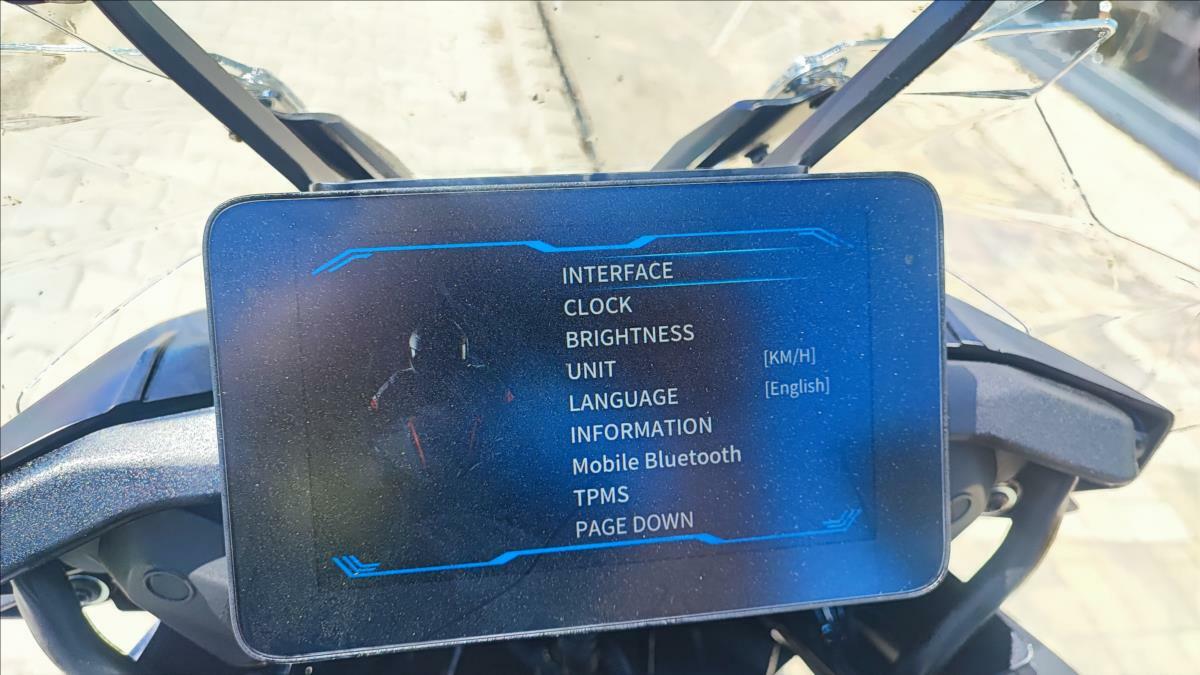 INTERFACE
CLOCK
BRIGHTNESS
UNIT [KM/H]
LANGUAGE [English]
INFORMATION
Mobile Bluetooth
TPMS
PAGE DOWN